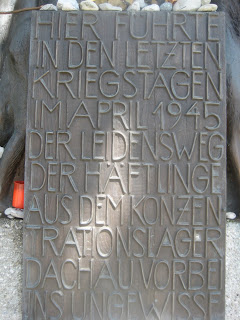 HIER FÜHRTE
IN DEN LETZTEN
KRIEGSTAGEN
IM APRIL 1945
DER LEIDENSWEG
DER HÄFTLINGE
AUS DEM KONZEN-
TRATIONSLAGER
DACHAU VORBEI
INS UNGEWISSE